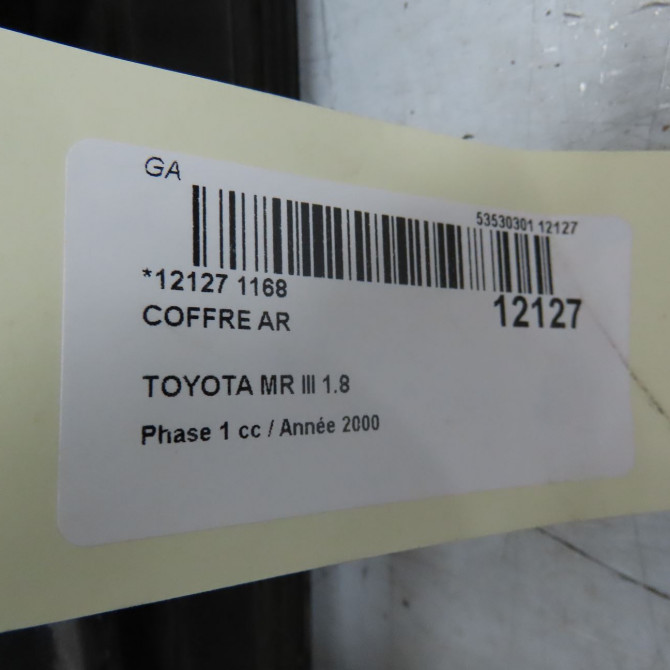 GA
53530301 12127
*12127 1168
12127
COFFRE AR
TOYOTA MR III 1.8
Phase 1 cc / Année 2000